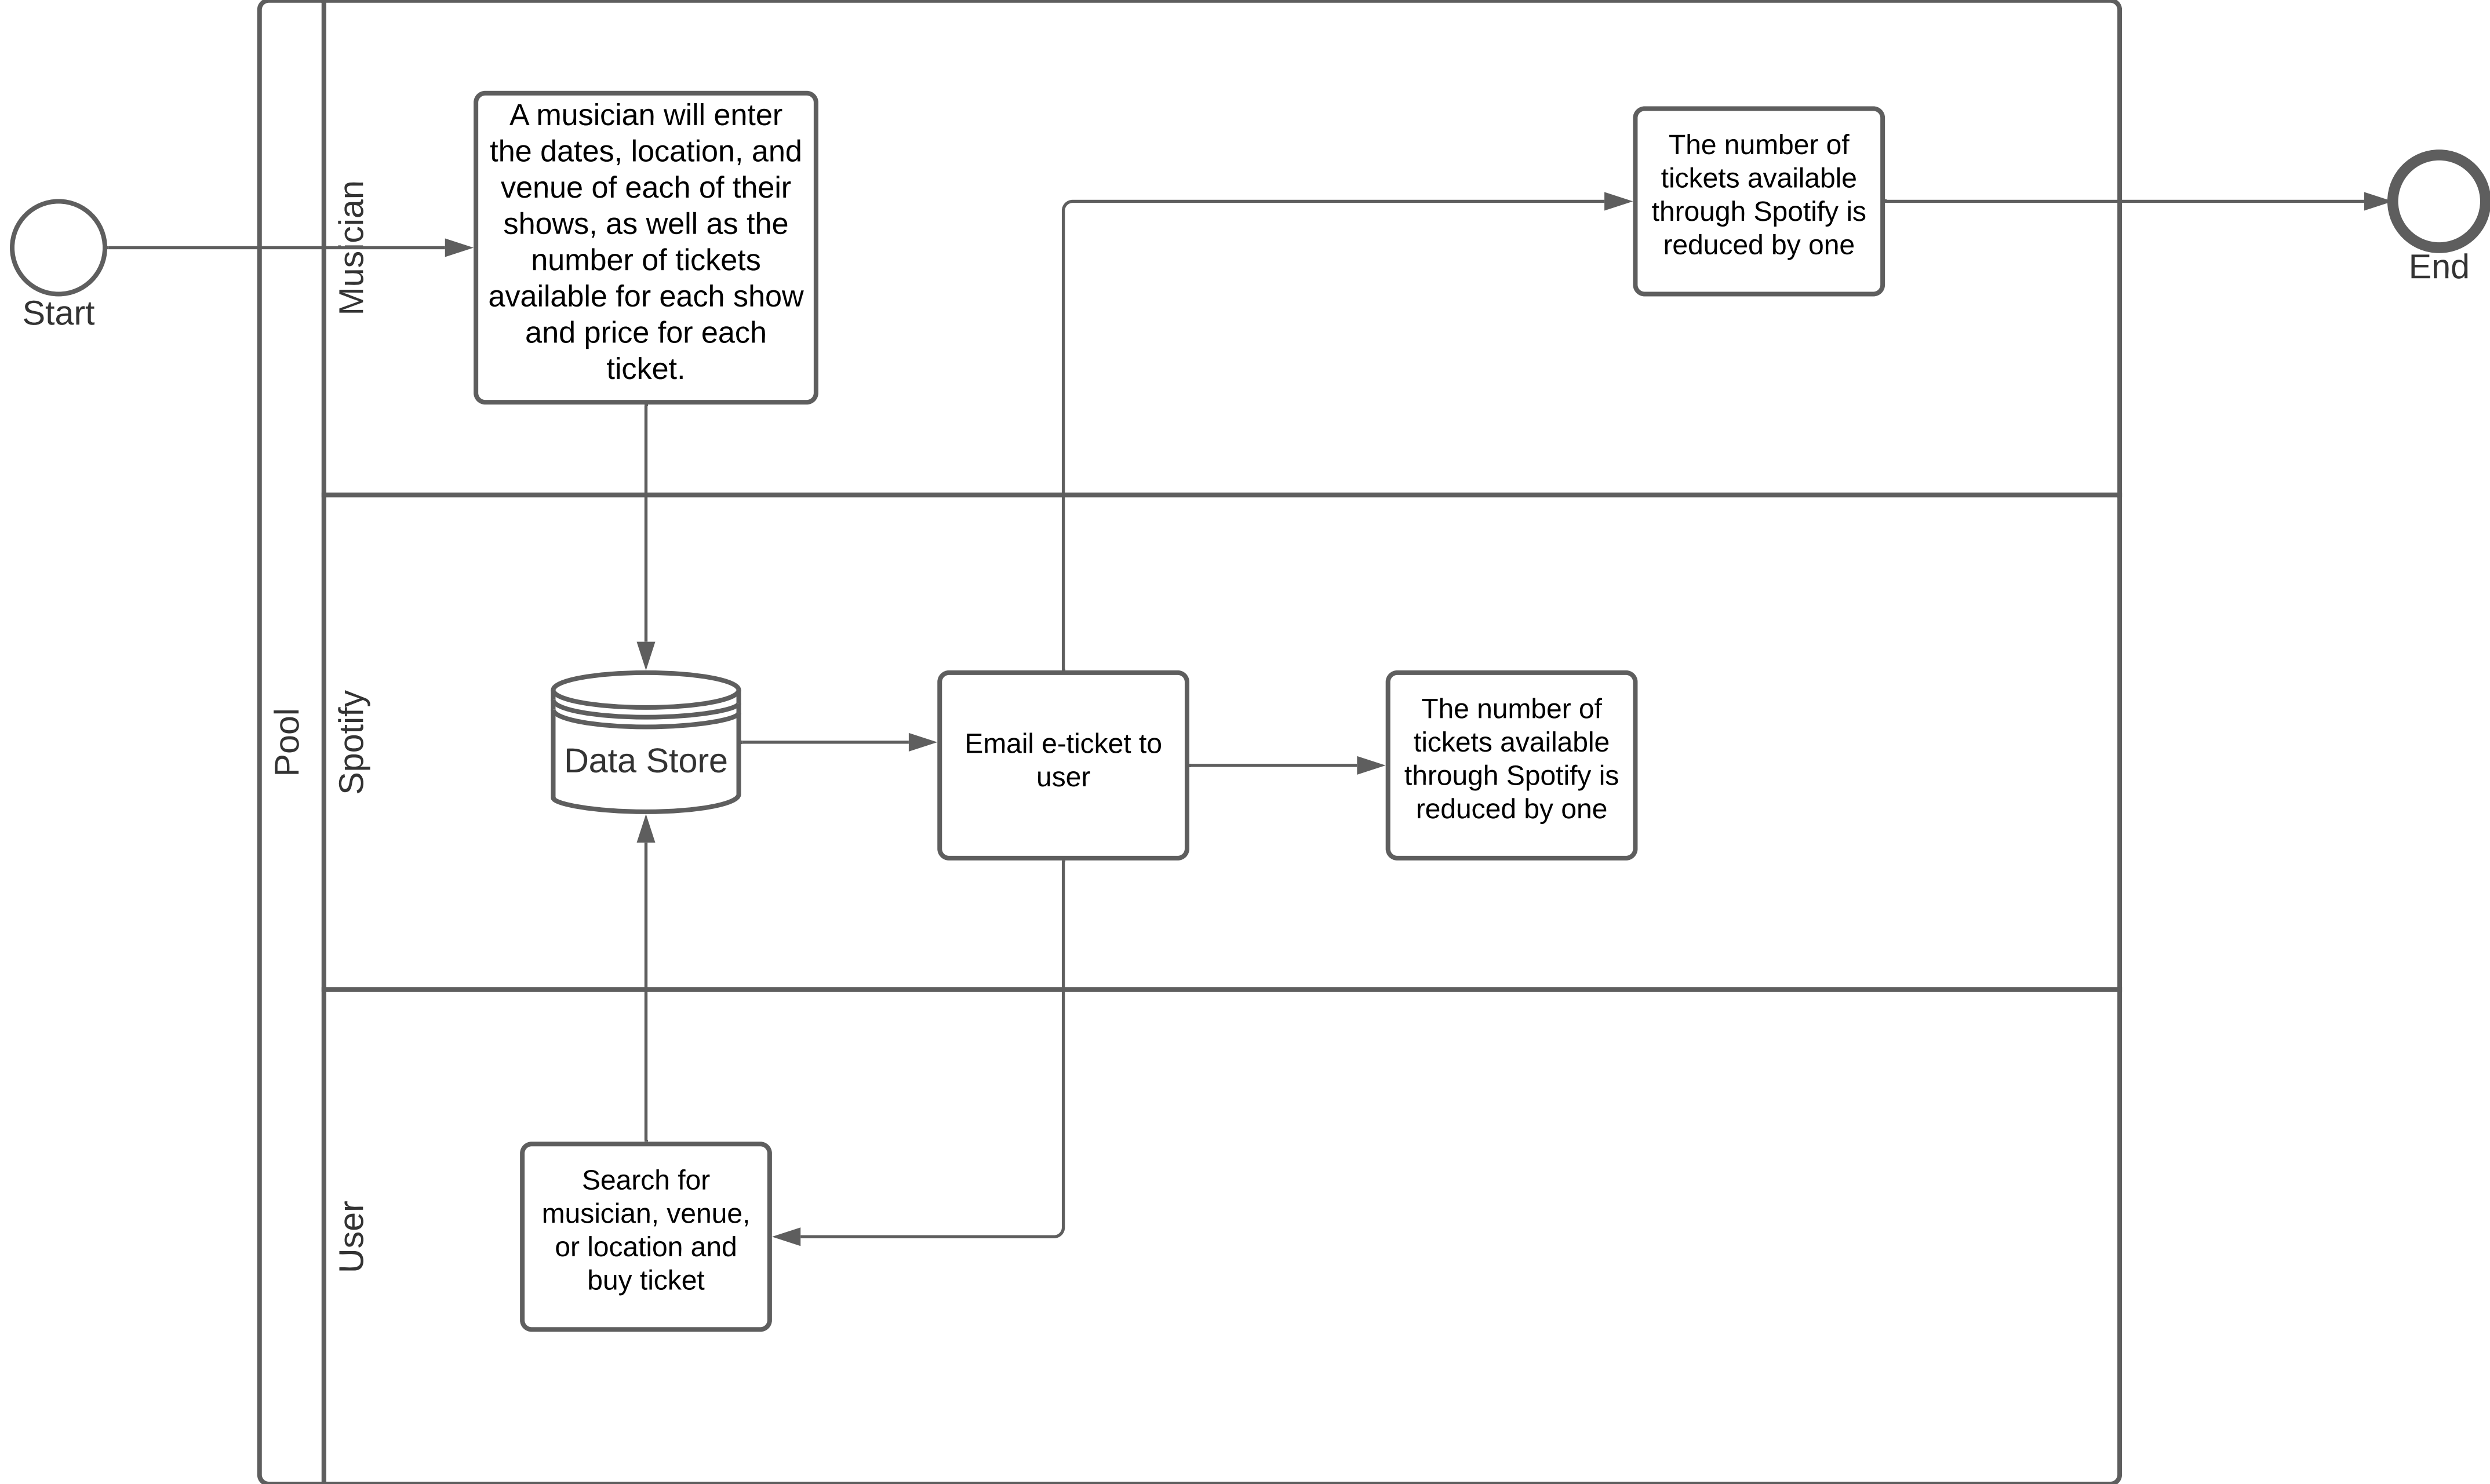 A musician will enter
the dates, location, and
venue of each of their
shows, as well as the
number of tickets
available for each show
and price for each
ticket.
The number of
tickets available
through Spotify is
reduced by one
Start
Musician
End
Pool
Spotify
Data Store
Email e-ticket to
user
The number of
tickets available
through Spotify is
reduced by one
User
Search for
musician, venue,
or location and
buy ticket